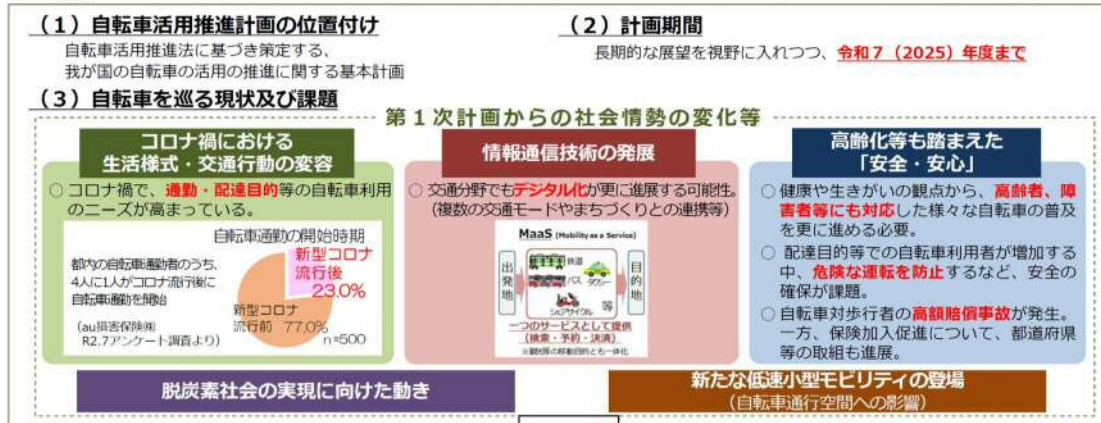 （1）自転車活用推進計画の位置付け
自転車活用推進法に基づき策定する、
我が国の自転車の活用の推進に関する基本計画
（2）計画期間
長期的な展望を視野に入れつつ、令和７（2025）年度まで
（3）自転車を巡る現状及び課題
第１次計画からの社会情勢の変化等
コロナ禍における
生活様式・交通行動の変容
○ コロナ禍で、通勤・配達目的等の自転車利用
のニーズが高まっている。
自転車通勤の開始時期
都内の自転車通勤者のうち、
4人に1人がコロナ流行後に
自転車通勤を開始
（au損害保険㈱
R2.7アンケート調査より）
新型コロナ
流行後
23.0%
新型コロナ
流行前 77.0%
n=500
情報通信技術の発展
○ 交通分野でもデジタル化が更に進展する可能性。
（複数の交通モードやまちづくりとの連携等）
MaaS (Mobility as a Service)
出発地
鉄道
バス タクシー
シェアサイクル 等
目的地
一つのサービスとして提供
（検索・予約・決済）
※観光等の移動目的とも一体化
高齢化等も踏まえた
「安全・安心」
○ 健康や生きがいの観点から、高齢者、障
害者等にも対応した様々な自転車の普及
を更に進める必要。
○ 配達目的等での自転車利用者が増加する
中、危険な運転を防止するなど、安全の
確保が課題。
○ 自転車対歩行者の高額賠償事故が発生。
一方、保険加入促進について、都道府県
等の取組も進展。
脱炭素社会の実現に向けた動き
新たな低速小型モビリティの登場
（自転車通行空間への影響）